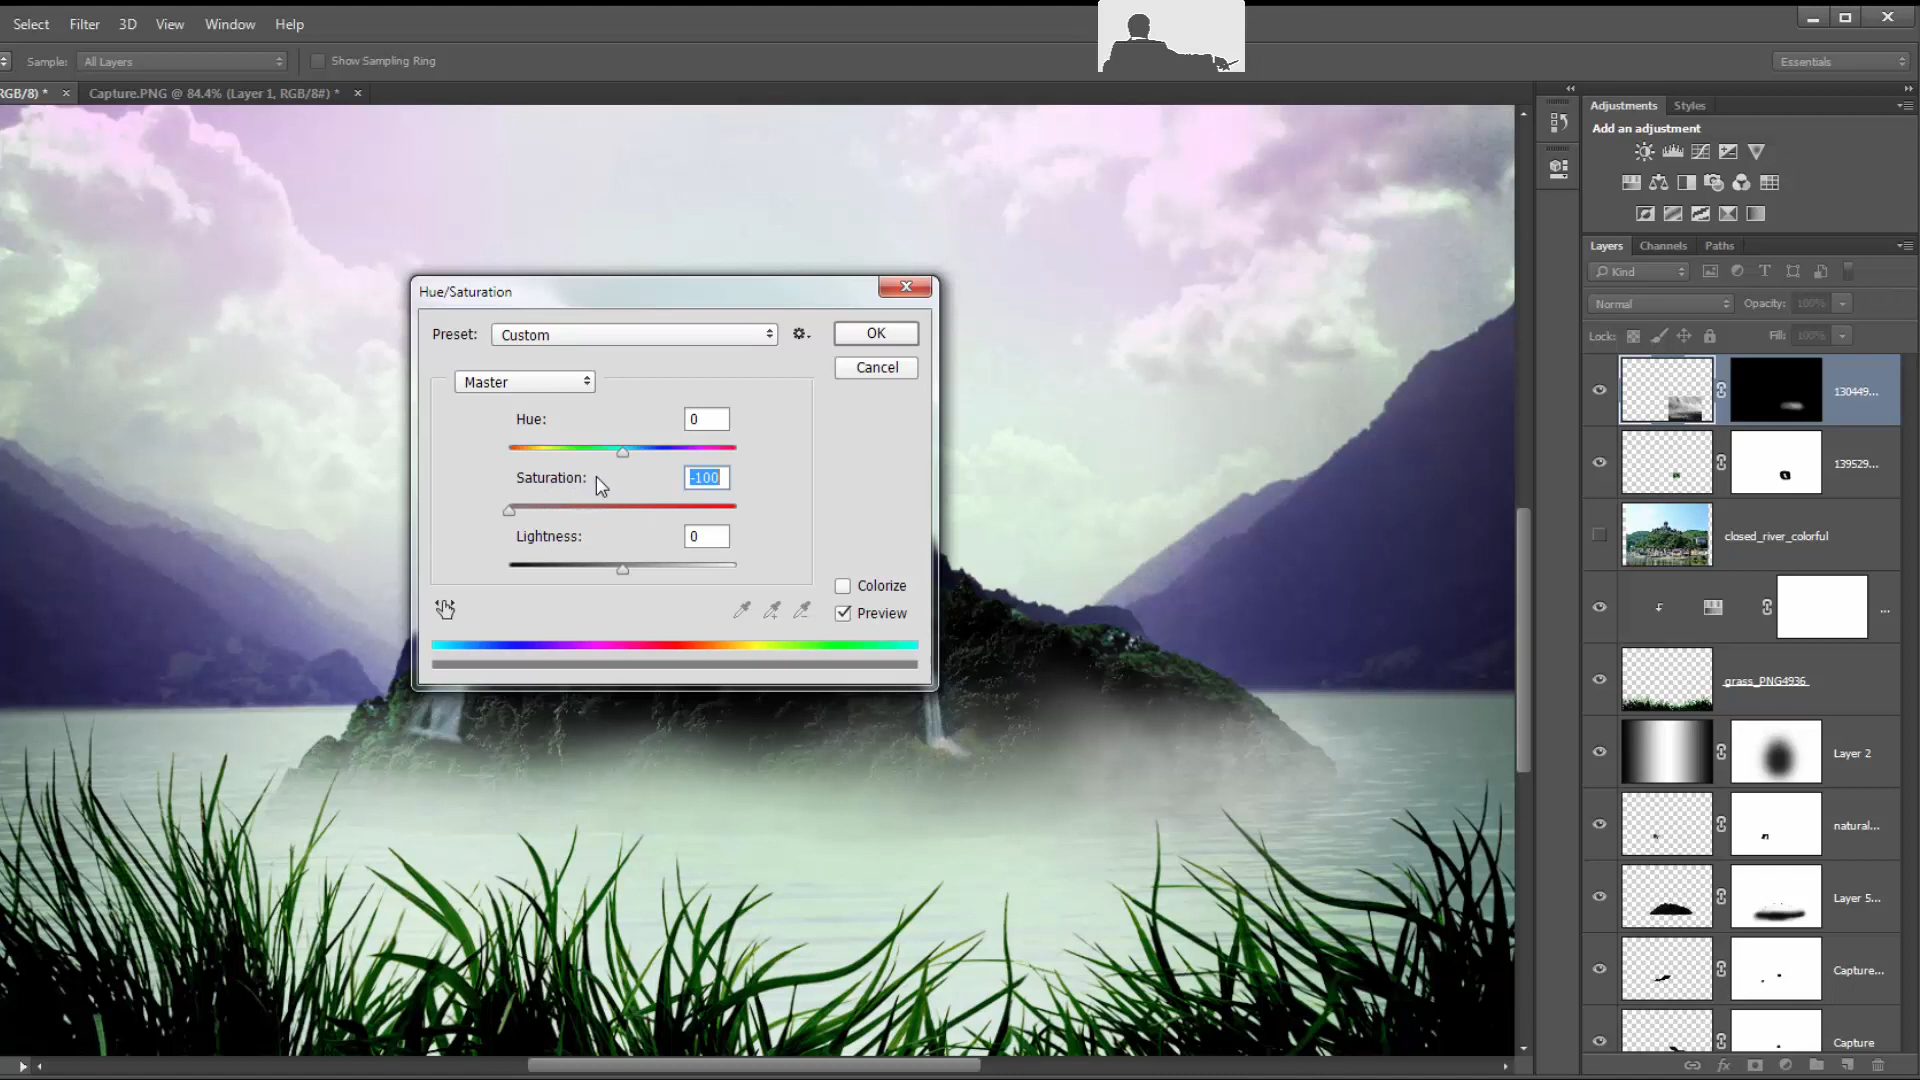 Select Filter 3D View Window Help
Sample: All Layers Show Sampling Ring Essentials
RGB/8) * × Capture.PNG @ 84.4% (Layer 1, RGB/8#) * ×
Adjustments Styles
Add an adjustment
Layers Channels Paths
Kind
Normal Opacity: 100%
Lock: Fill: 100%
130449...
139529...
closed_river_colorful
...
grass_PNG4936
Layer 2
natural...
Layer 5...
Capture...
Capture
Hue/Saturation
Preset: Custom OK
Cancel
Master
Hue: 0
Saturation: -100
Lightness: 0
Colorize
Preview